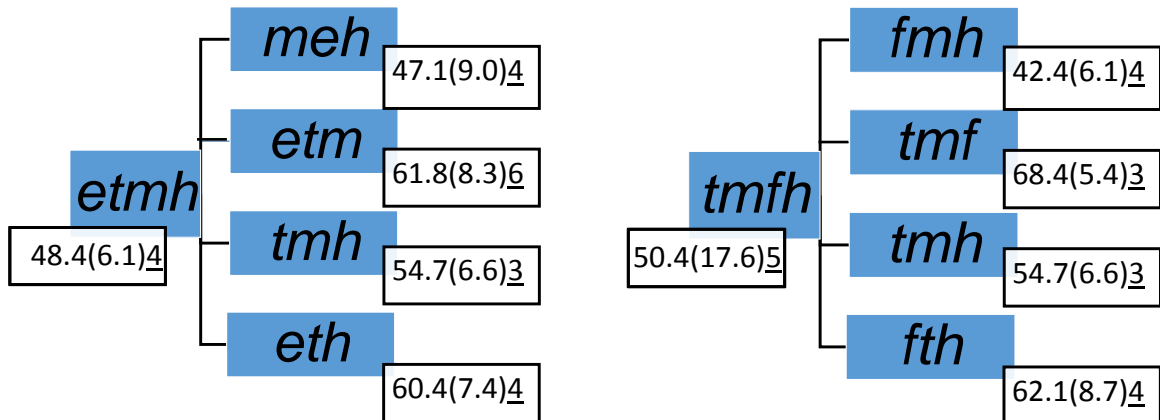 etmh
48.4(6.1)4
meh
47.1(9.0)4
etm
61.8(8.3)6
tmh
54.7(6.6)3
eth
60.4(7.4)4
tmfh
50.4(17.6)5
fmh
42.4(6.1)4
tmf
68.4(5.4)3
tmh
54.7(6.6)3
fth
62.1(8.7)4